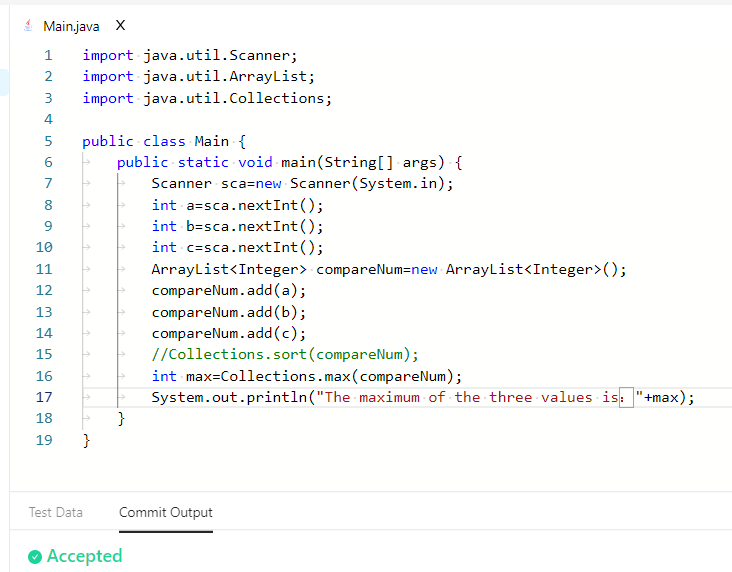 Main.java X
1 import java.util.Scanner;
2 import java.util.ArrayList;
3 import java.util.Collections;
4
5 public class Main {
6 public static void main(String[] args) {
7 Scanner sca=new Scanner(System.in);
8 int a=sca.nextInt();
9 int b=sca.nextInt();
10 int c=sca.nextInt();
11 ArrayList<Integer> compareNum=new ArrayList<Integer>();
12 compareNum.add(a);
13 compareNum.add(b);
14 compareNum.add(c);
15 //Collections.sort(compareNum);
16 int max=Collections.max(compareNum);
17 System.out.println("The maximum of the three values is："+max);
18 }
19 }
Test Data Commit Output
Accepted